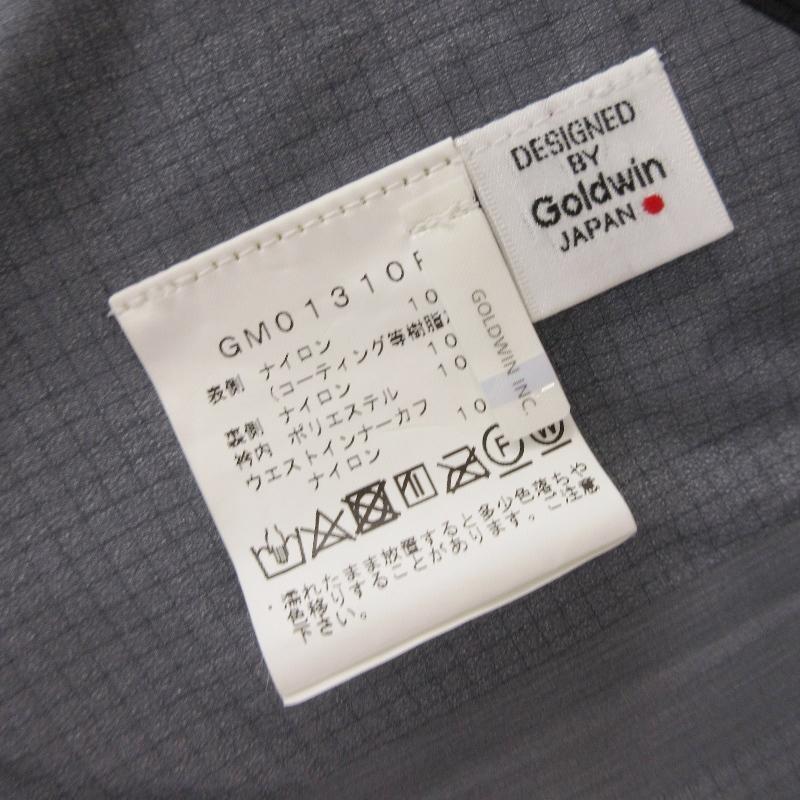 DESIGNED
BY
Goldwin
JAPAN
GM01310F
表側 ナイロン 10
(コーティング等樹脂
裏側 ナイロン 10
衿内 ポリエステル 10
ウエストインナーカフ
ナイロン 10
GOLDWIN INC.
F W
・濡れたまま放置すると多少色落ちや
色移りすることがあります。ご注意
下さい。